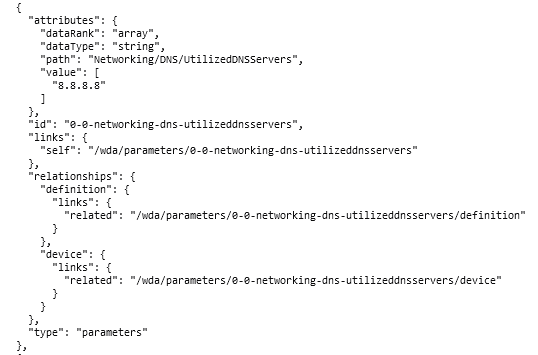 {
"attributes": {
"dataRank": "array",
"dataType": "string",
"path": "Networking/DNS/UtilizedDNSServers",
"value": [
"8.8.8.8"
]
},
"id": "0-0-networking-dns-utilizeddnsservers",
"links": {
"self": "/wda/parameters/0-0-networking-dns-utilizeddnsservers"
},
"relationships": {
"definition": {
"links": {
"related": "/wda/parameters/0-0-networking-dns-utilizeddnsservers/definition"
}
},
"device": {
"links": {
"related": "/wda/parameters/0-0-networking-dns-utilizeddnsservers/device"
}
}
},
"type": "parameters"
},